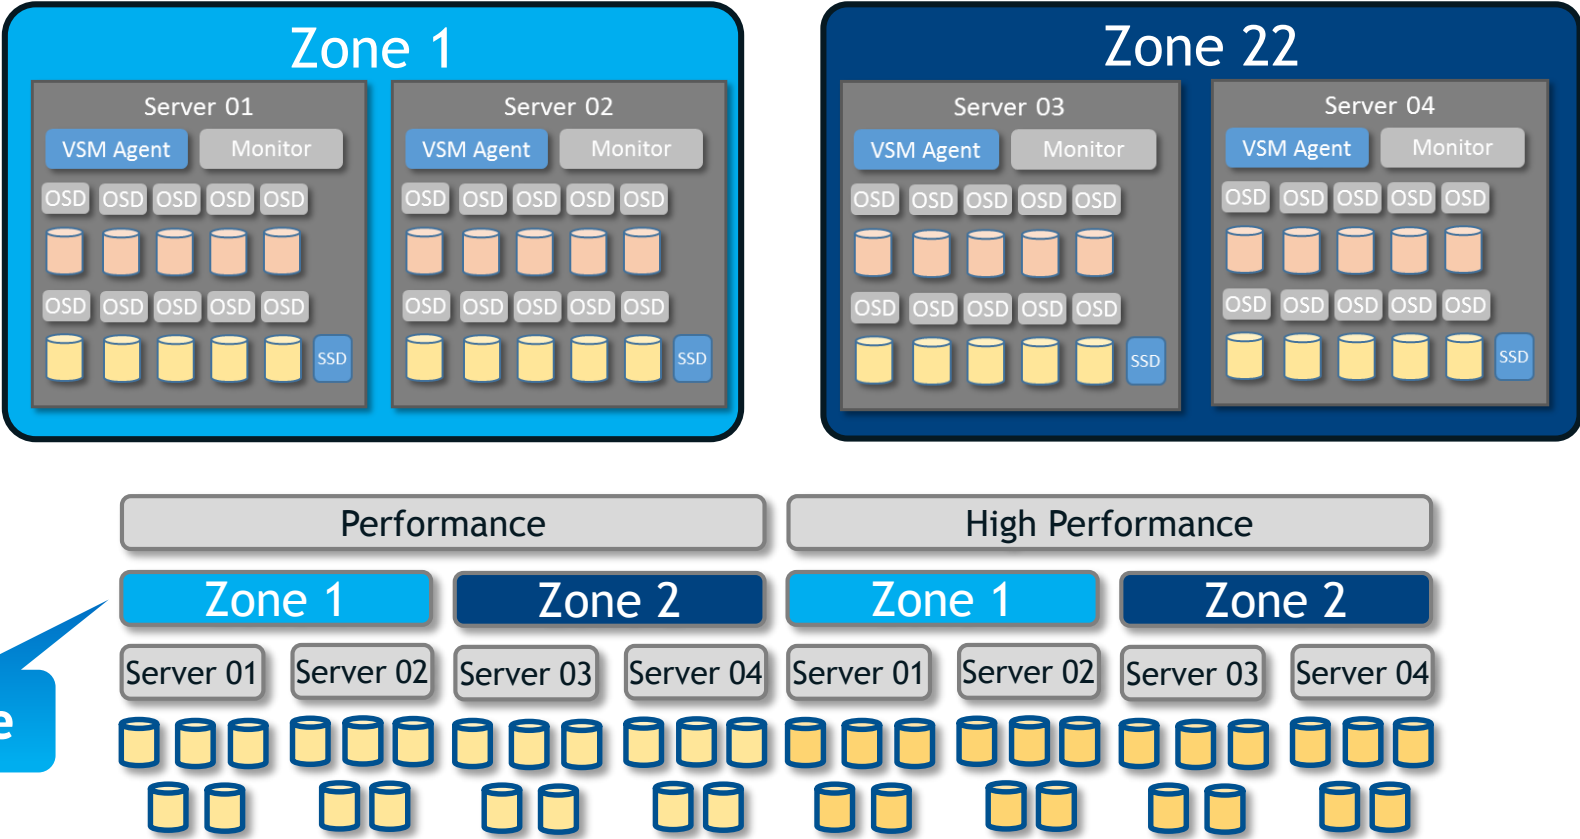 Zone 1
Zone 22
Server 01
Server 02
Server 03
Server 04
VSM Agent Monitor
VSM Agent Monitor
VSM Agent Monitor
VSM Agent Monitor
OSD OSD OSD OSD OSD
OSD OSD OSD OSD OSD
OSD OSD OSD OSD OSD
OSD OSD OSD OSD OSD
OSD OSD OSD OSD OSD
OSD OSD OSD OSD OSD
OSD OSD OSD OSD OSD
OSD OSD OSD OSD OSD
SSD
SSD
SSD
SSD
Performance
High Performance
Zone 1
Zone 2
Zone 1
Zone 2
Server 01
Server 02
Server 03
Server 04
Server 01
Server 02
Server 03
Server 04
e